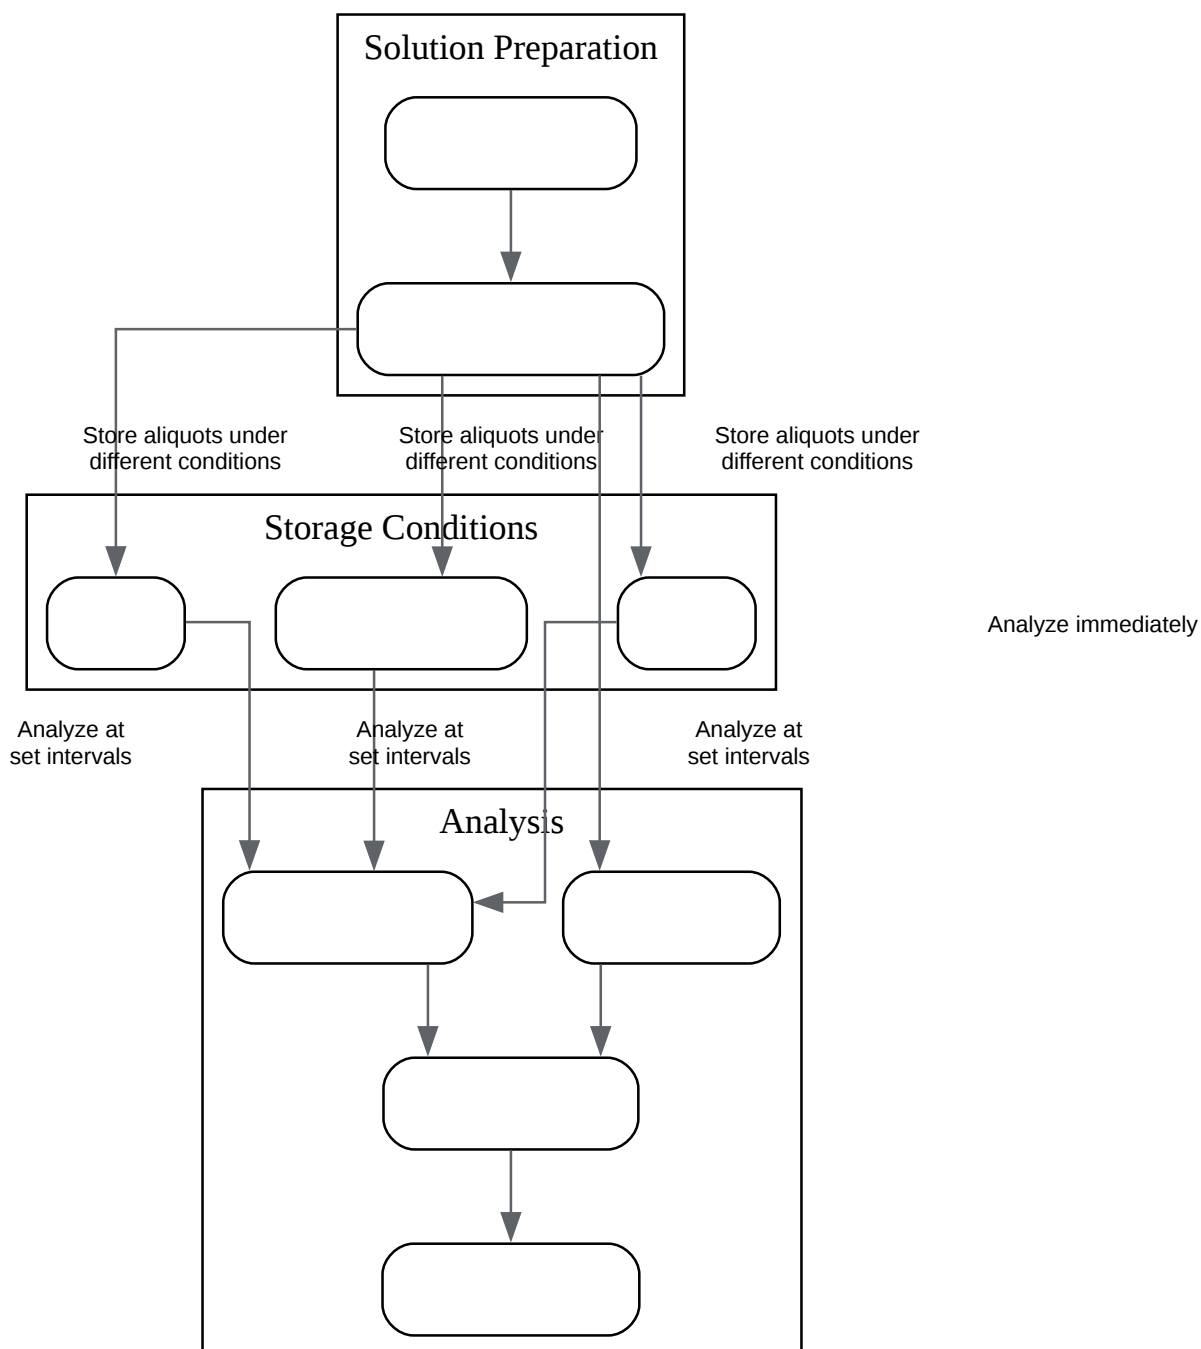 Solution Preparation
Store aliquots under
different conditions
Store aliquots under
different conditions
Store aliquots under
different conditions
Storage Conditions
Analyze immediately
Analyze at
set intervals
Analyze at
set intervals
Analyze at
set intervals
Analysis